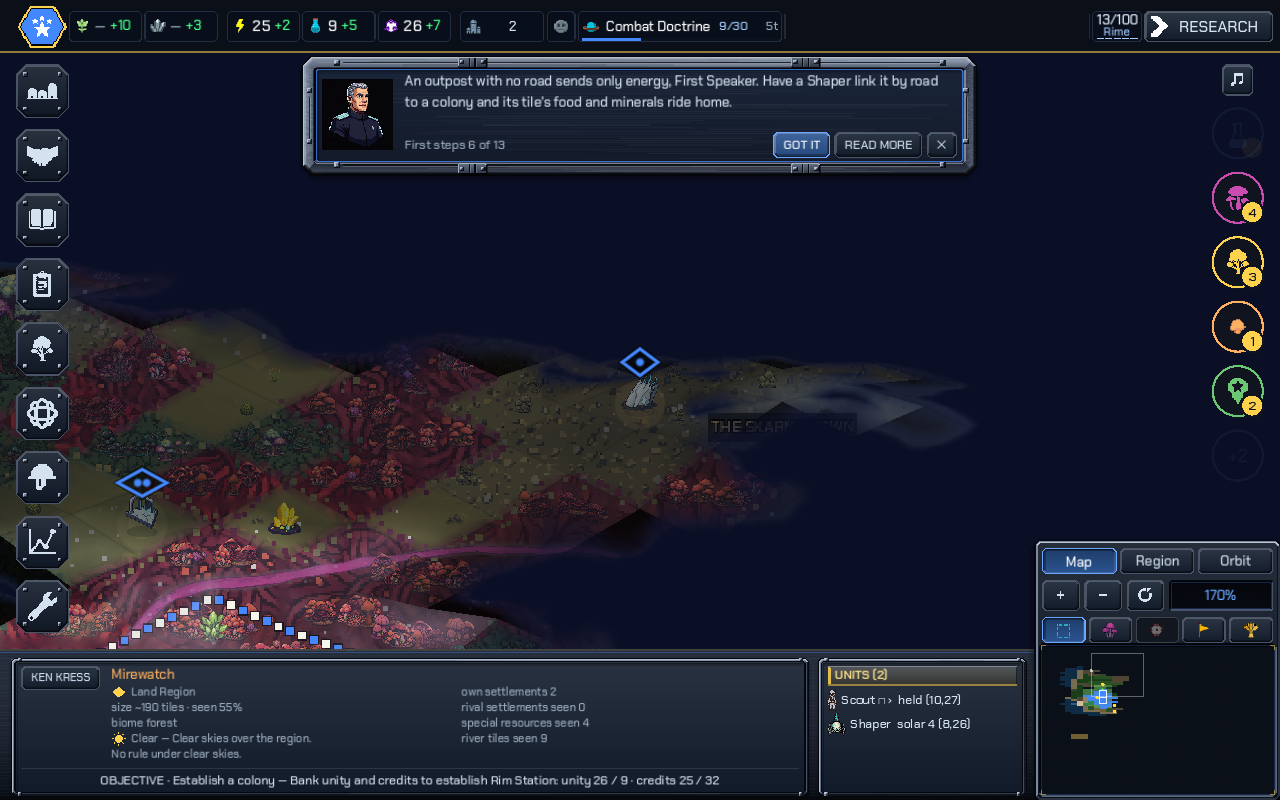 — +10
— +3
25 +2
9 +5
26 +7
2
Combat Doctrine 9/30 5t
13/100
Rime
RESEARCH
An outpost with no road sends only energy, First Speaker. Have a Shaper link it by road
to a colony and its tile's food and minerals ride home.
First steps 6 of 13
GOT IT
READ MORE
4
3
1
2
+2
THE SKARN
Map
Region
Orbit
+
−
170%
KEN KRESS
Mirewatch
Land Region
size ~190 tiles · seen 55%
biome forest
Clear — Clear skies over the region.
No rule under clear skies.
own settlements 2
rival settlements seen 0
special resources seen 4
river tiles seen 9
OBJECTIVE · Establish a colony — Bank unity and credits to establish Rim Station: unity 26 / 9 · credits 25 / 32
UNITS (2)
Scout held (10,27)
Shaper solar 4 (8,26)